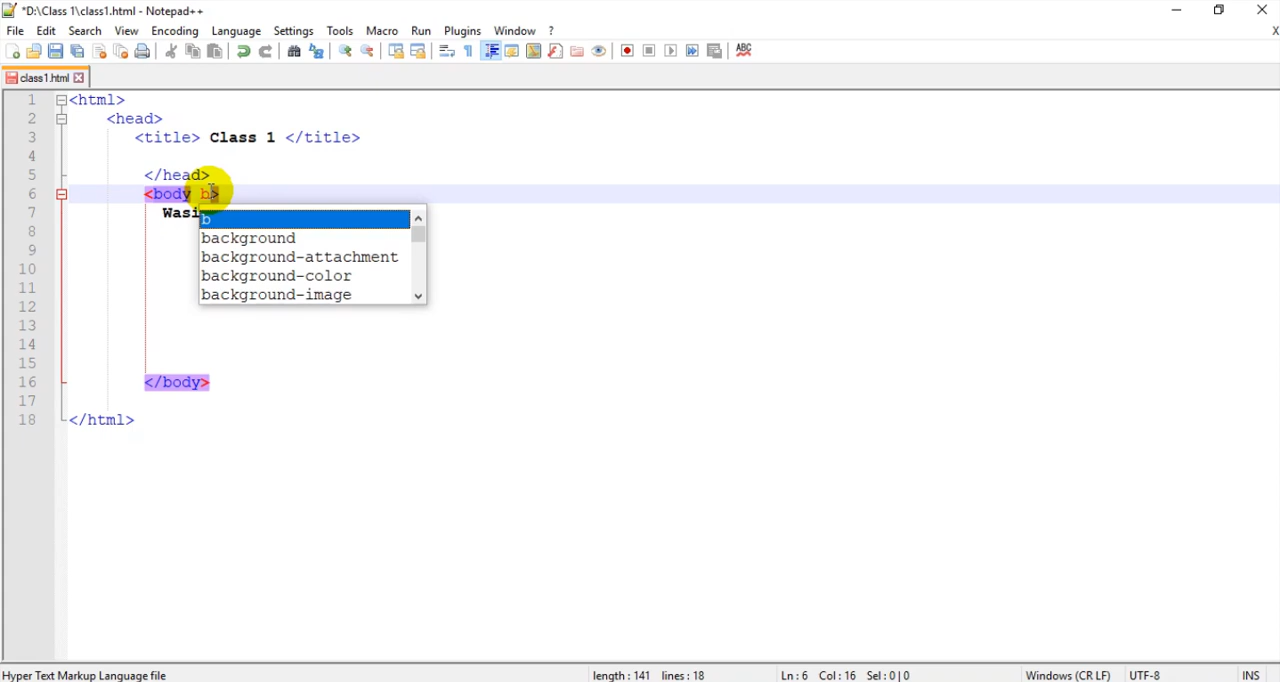 *D:\Class 1\class1.html - Notepad++
File Edit Search View Encoding Language Settings Tools Macro Run Plugins Window ? X
ABC
class1.html
1 <html>
2 <head>
3 <title> Class 1 </title>
4
5 </head>
6 <body b>
7 Wasi
b
8 background
9 background-attachment
10 background-color
11 background-image
12
13
14
15
16 </body>
17
18 </html>
Hyper Text Markup Language file length : 141 lines : 18 Ln : 6 Col : 16 Sel : 0 | 0 Windows (CR LF) UTF-8 INS